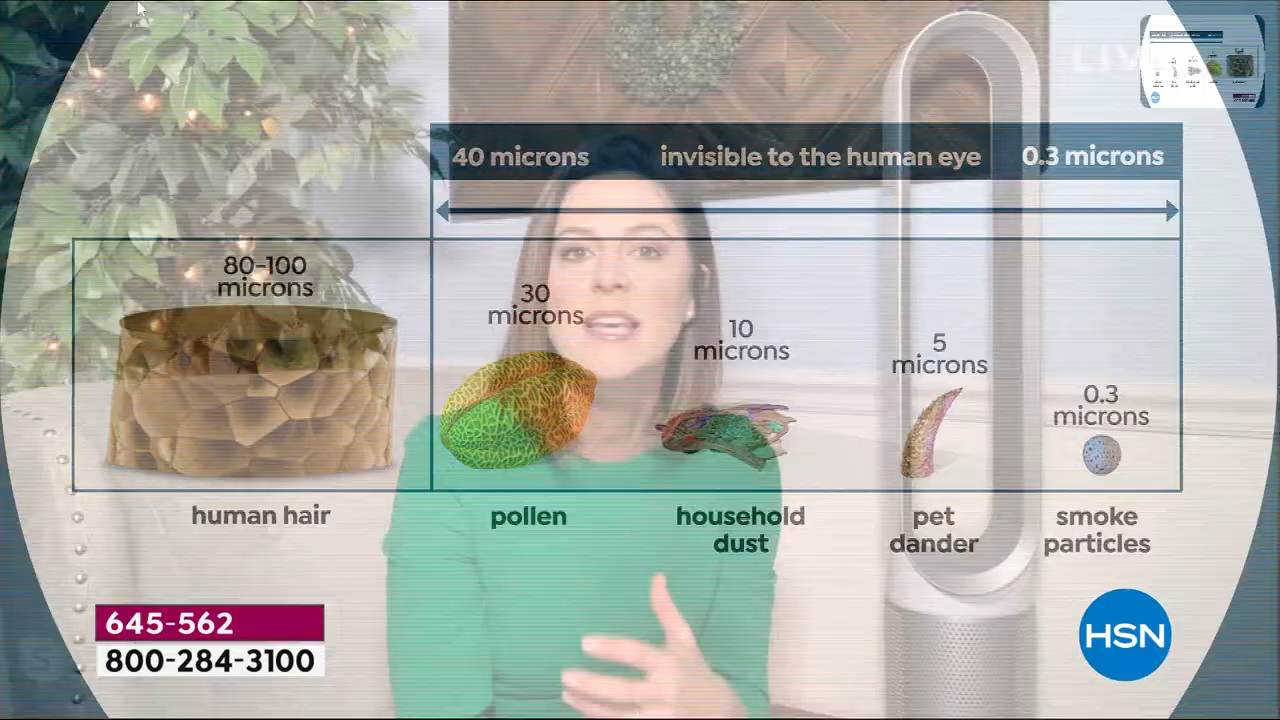 LIVE
40 microns invisible to the human eye 0.3 microns
80-100
microns
30
microns
10
microns
5
microns
0.3
microns
human hair
pollen
household
dust
pet
dander
smoke
particles
645-562
800-284-3100
HSN